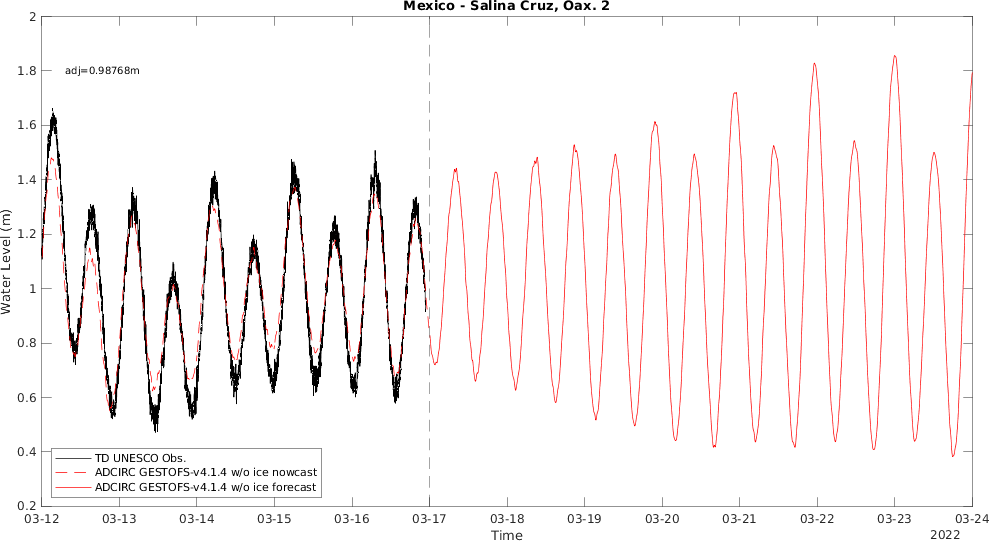 Mexico - Salina Cruz, Oax. 2
2
1.8
1.6
1.4
1.2
1
0.8
0.6
0.4
0.2
Water Level (m)
adj=0.98768m
TD UNESCO Obs.
ADCIRC GESTOFS-v4.1.4 w/o ice nowcast
ADCIRC GESTOFS-v4.1.4 w/o ice forecast
03-12 03-13 03-14 03-15 03-16 03-17 03-18 03-19 03-20 03-21 03-22 03-23 03-24
Time
2022